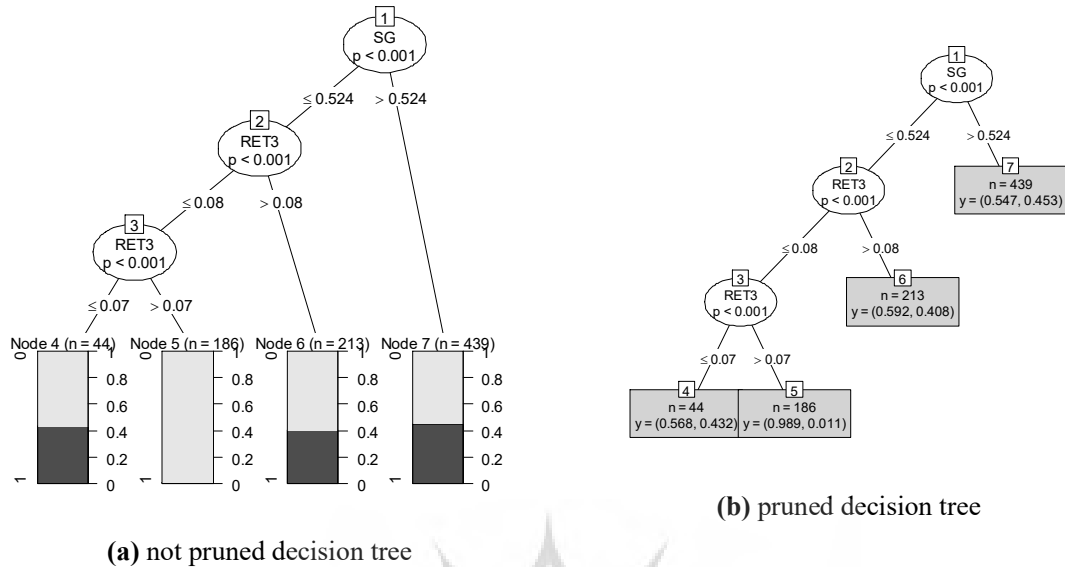 1
SG
p < 0.001
≤ 0.524
> 0.524
2
RET3
p < 0.001
≤ 0.08
> 0.08
3
RET3
p < 0.001
≤ 0.07
> 0.07
Node 4 (n = 44)
0
1
1
0.8
0.6
0.4
0.2
0
Node 5 (n = 186)
0
1
1
0.8
0.6
0.4
0.2
0
Node 6 (n = 213)
0
1
1
0.8
0.6
0.4
0.2
0
Node 7 (n = 439)
0
1
1
0.8
0.6
0.4
0.2
0
(a) not pruned decision tree
1
SG
p < 0.001
≤ 0.524
> 0.524
2
RET3
p < 0.001
7
n = 439
y = (0.547, 0.453)
≤ 0.08
> 0.08
3
RET3
p < 0.001
6
n = 213
y = (0.592, 0.408)
≤ 0.07
> 0.07
4
n = 44
y = (0.568, 0.432)
5
n = 186
y = (0.989, 0.011)
(b) pruned decision tree